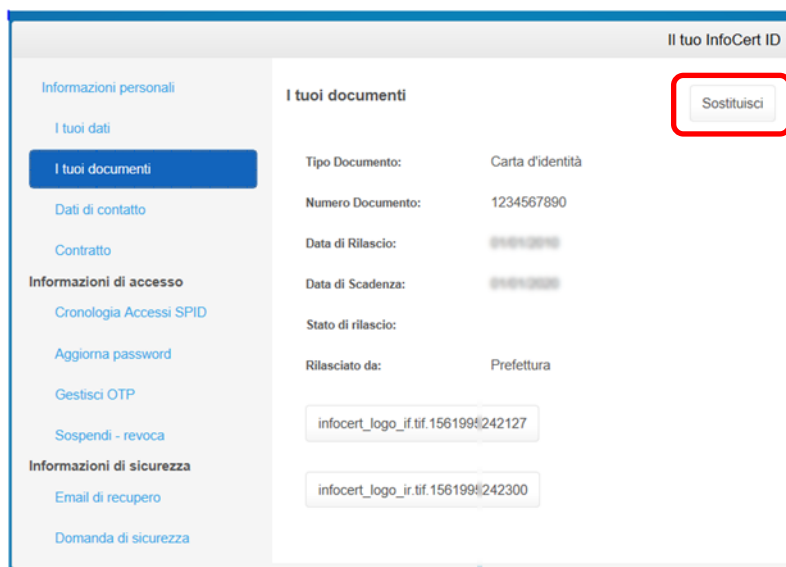 Il tuo InfoCert ID
Informazioni personali
I tuoi dati
I tuoi documenti
Dati di contatto
Contratto
Informazioni di accesso
Cronologia Accessi SPID
Aggiorna password
Gestisci OTP
Sospendi - revoca
Informazioni di sicurezza
Email di recupero
Domanda di sicurezza
I tuoi documenti
Sostituisci
Tipo Documento: Carta d'identità
Numero Documento: 1234567890
Data di Rilascio:
Data di Scadenza:
Stato di rilascio:
Rilasciato da: Prefettura
infocert_logo_if.tif.1561995242127
infocert_logo_ir.tif.1561995242300